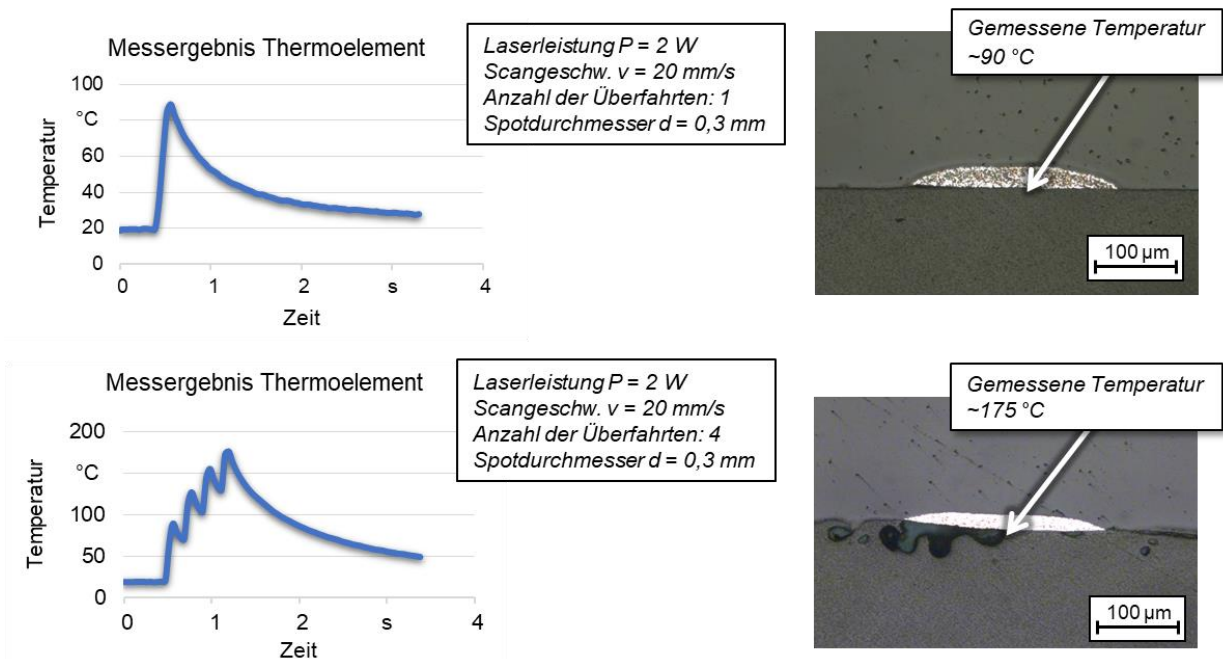 Messergebnis Thermoelement
100
°C
60
40
20
0
Temperatur
0
1
2
s
4
Zeit
Laserleistung P = 2 W
Scangeschw. v = 20 mm/s
Anzahl der Überfahrten: 1
Spotdurchmesser d = 0,3 mm
Gemessene Temperatur
~90 °C
100 µm
Messergebnis Thermoelement
200
°C
100
50
0
Temperatur
0
1
2
s
4
Zeit
Laserleistung P = 2 W
Scangeschw. v = 20 mm/s
Anzahl der Überfahrten: 4
Spotdurchmesser d = 0,3 mm
Gemessene Temperatur
~175 °C
100 µm